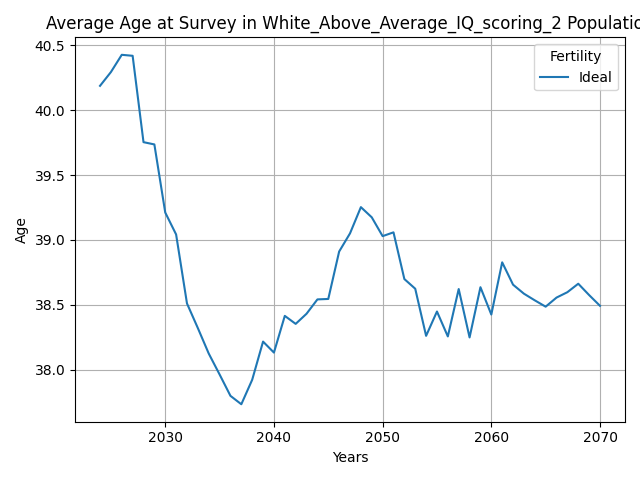 Average Age at Survey in White_Above_Average_IQ_scoring_2 Populatio
Fertility
Ideal
40.5
40.0
39.5
39.0
38.5
38.0
Age
2030 2040 2050 2060 2070
Years